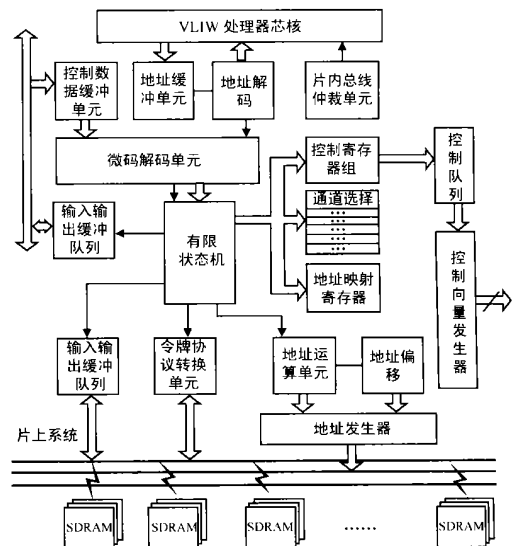 VLIW 处理器芯核
控制数
据缓冲
单元
地址缓
冲单元
地址解
码
片内总线
仲裁单元
微码解码单元
控制寄存
器组
控制队列
通道选择
输入输
出缓冲
队列
有限
状态机
地址映射
寄存器
控制向量发生器
输入输
出缓冲
队列
令牌协
议转换
单元
地址运
算单元
地址偏
移
片上系统
地址发生器
SDRAM
SDRAM
SDRAM
......
SDRAM